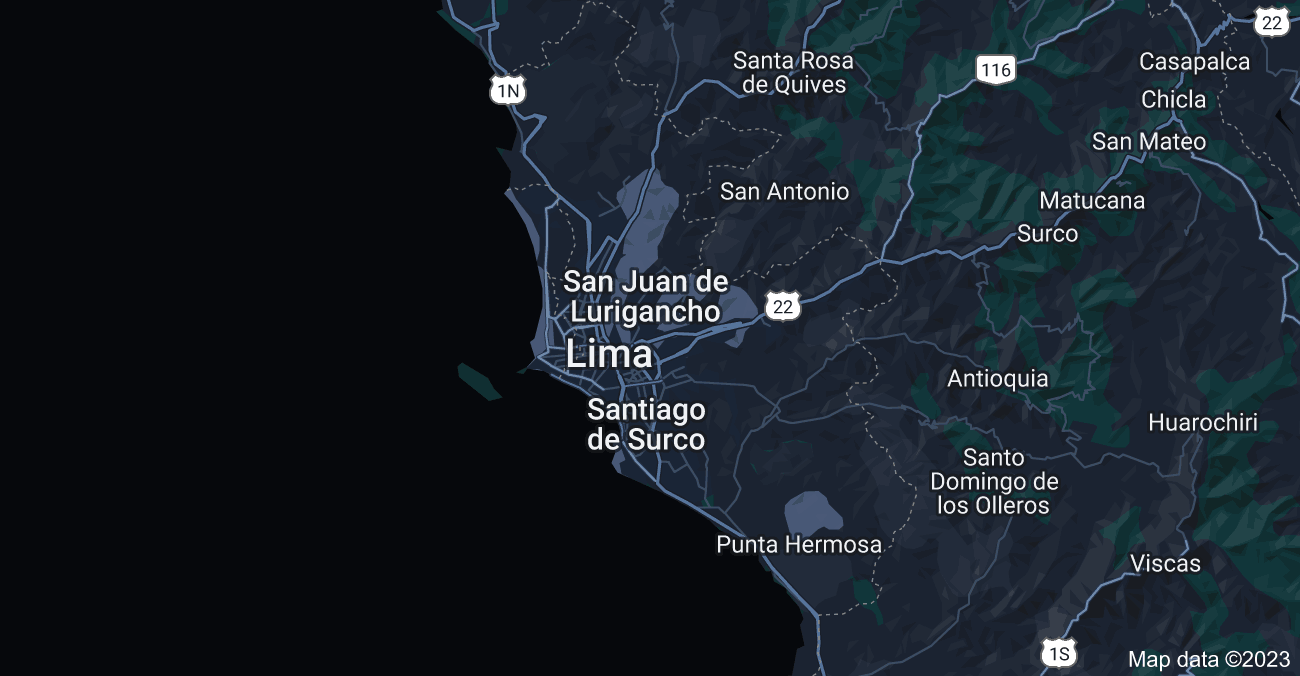 22
Santa Rosa
de Quives
116
Casapalca
1N
Chicla
San Mateo
San Antonio
Matucana
Surco
San Juan de
Lurigancho
22
Lima
Antioquia
Santiago
de Surco
Huarochiri
Santo
Domingo de
los Olleros
Punta Hermosa
Viscas
1S
Map data ©2023